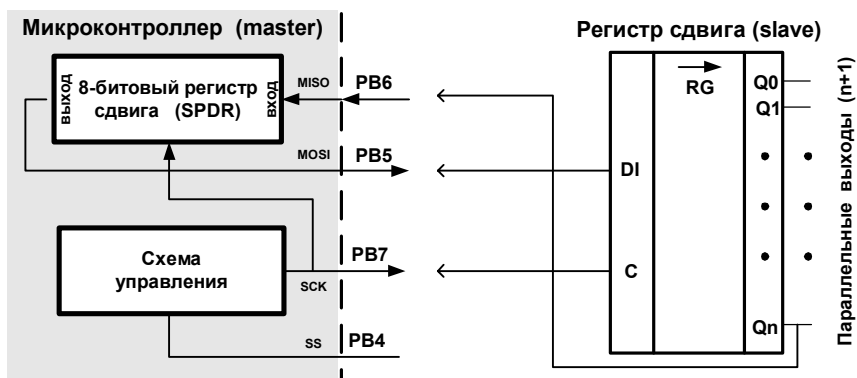 Микроконтроллер (master)
8-битовый регистр
сдвига (SPDR)
выход
вход
MISO
PB6
MOSI
PB5
Схема
управления
SCK
PB7
SS
PB4
Регистр сдвига (slave)
RG
DI
C
Q0
Q1
Qn
Параллельные выходы (n+1)